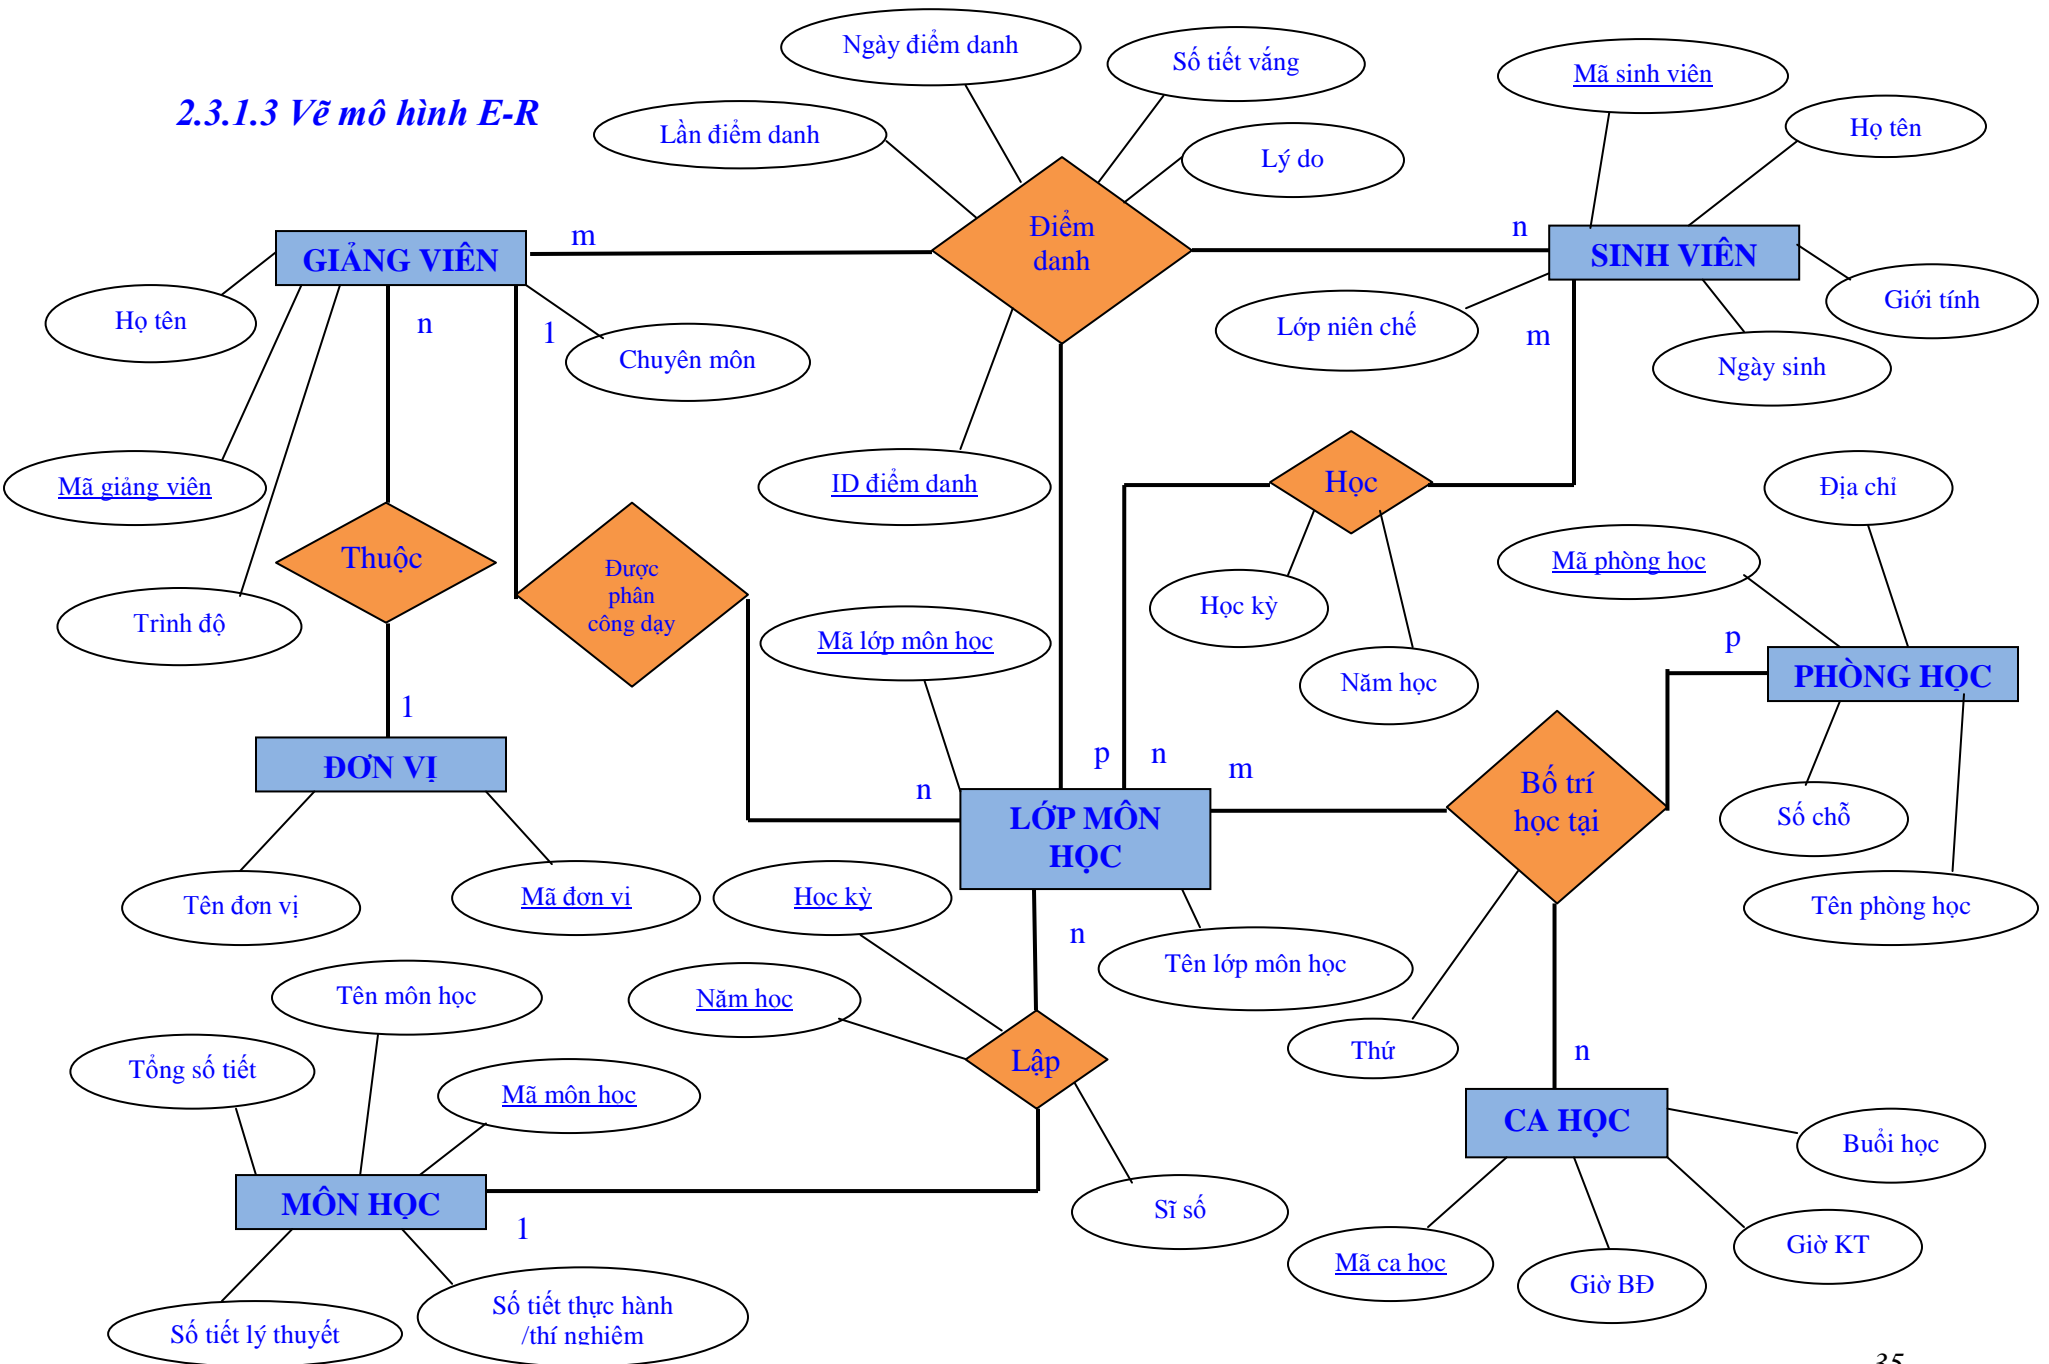 Ngày điểm danh
Số tiết vắng
Mã sinh viên
2.3.1.3 Vẽ mô hình E-R
Lần điểm danh
Họ tên
Lý do
Điểm
danh
m
n
GIẢNG VIÊN
SINH VIÊN
Họ tên
n
1
Chuyên môn
Lớp niên chế
m
Giới tính
Ngày sinh
Mã giảng viên
ID điểm danh
Học
Địa chỉ
Thuộc
Được
phân
công dạy
Mã phòng học
Học kỳ
Trình độ
Mã lớp môn học
p
Năm học
PHÒNG HỌC
1
ĐƠN VỊ
n
p
n
m
Bố trí
học tại
LỚP MÔN
HỌC
Số chỗ
Tên đơn vị
Mã đơn vi
Học kỳ
n
Tên lớp môn học
Tên phòng học
Tên môn học
Năm học
Thứ
n
Tổng số tiết
Mã môn học
Lập
CA HỌC
Buổi học
MÔN HỌC
1
Sĩ số
Mã ca học
Giờ BĐ
Giờ KT
Số tiết lý thuyết
Số tiết thực hành
/thí nghiệm
35